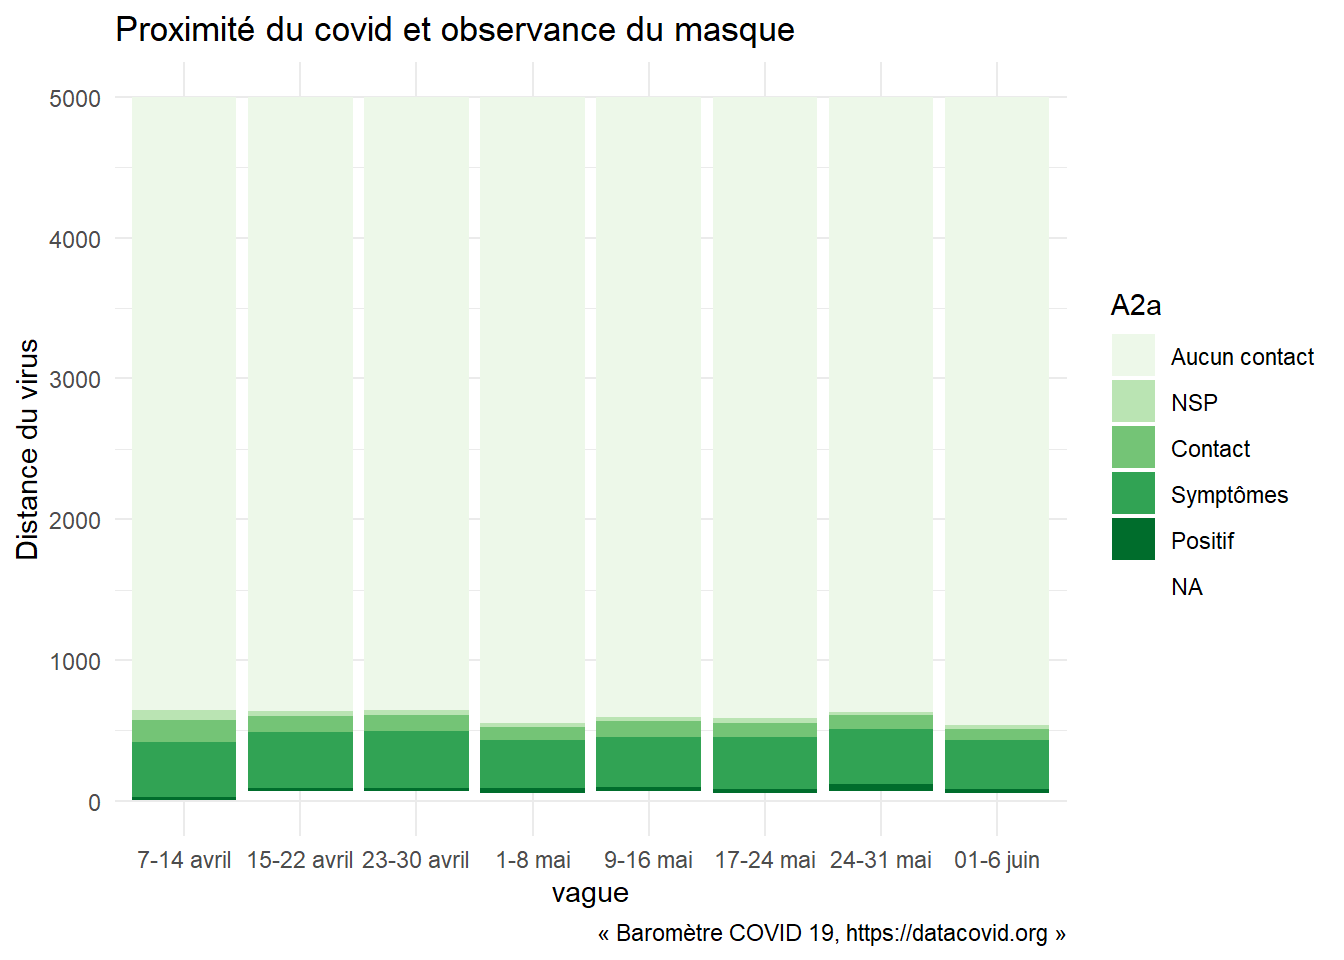 Proximité du covid et observance du masque
Distance du virus
5000
4000
3000
2000
1000
0
7-14 avril 15-22 avril 23-30 avril 1-8 mai 9-16 mai 17-24 mai 24-31 mai 01-6 juin
vague
« Baromètre COVID 19, https://datacovid.org »
A2a
Aucun contact
NSP
Contact
Symptômes
Positif
NA